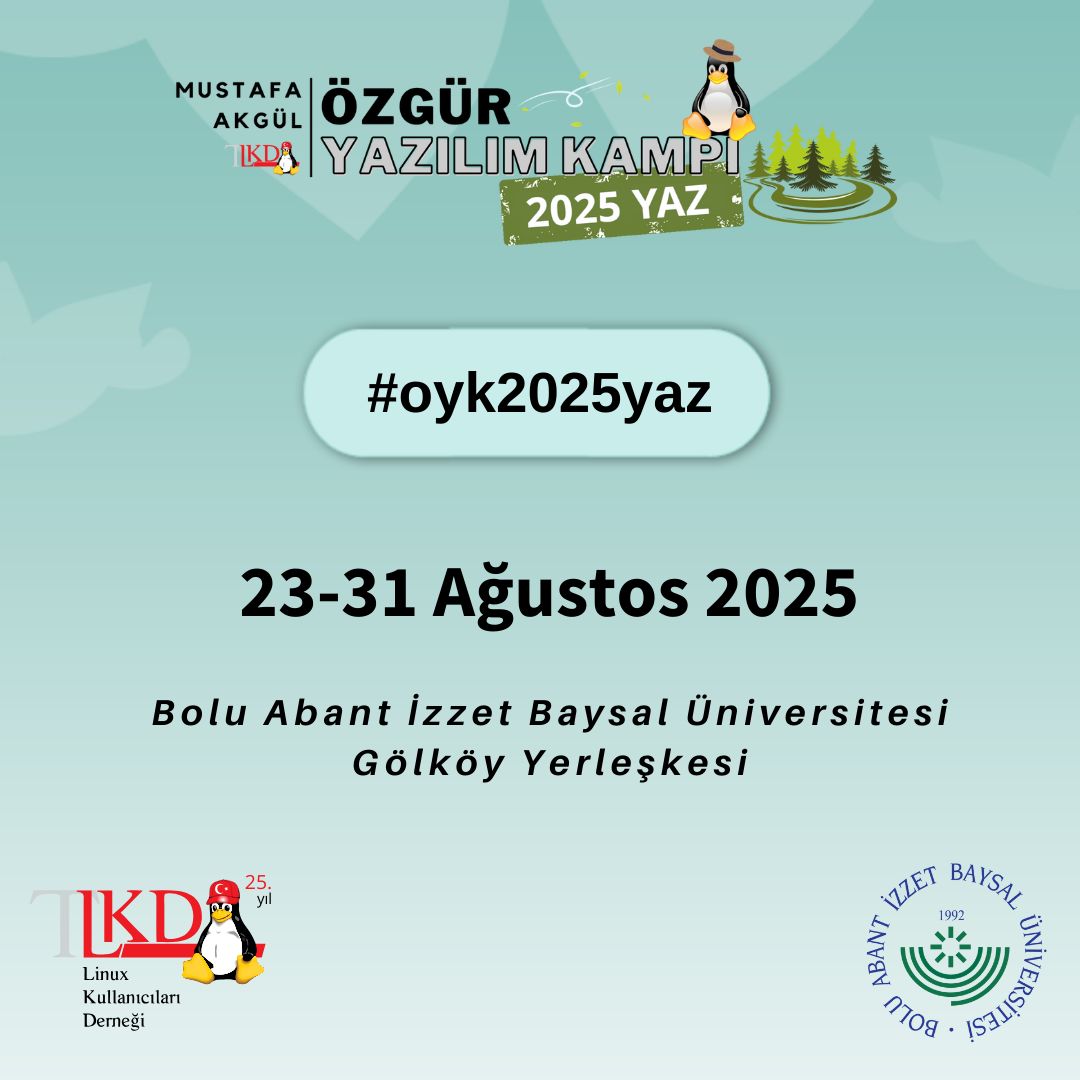 MUSTAFA
AKGÜL
TLKD
ÖZGÜR
YAZILIM KAMPI
2025 YAZ
#oyk2025yaz
23-31 Ağustos 2025
Bolu Abant İzzet Baysal Üniversitesi
Gölköy Yerleşkesi
TLKD
25.
yıl
Linux
Kullanıcıları
Derneği
BOLU ABANT İZZET BAYSAL ÜNİVERSİTESİ ·
1992